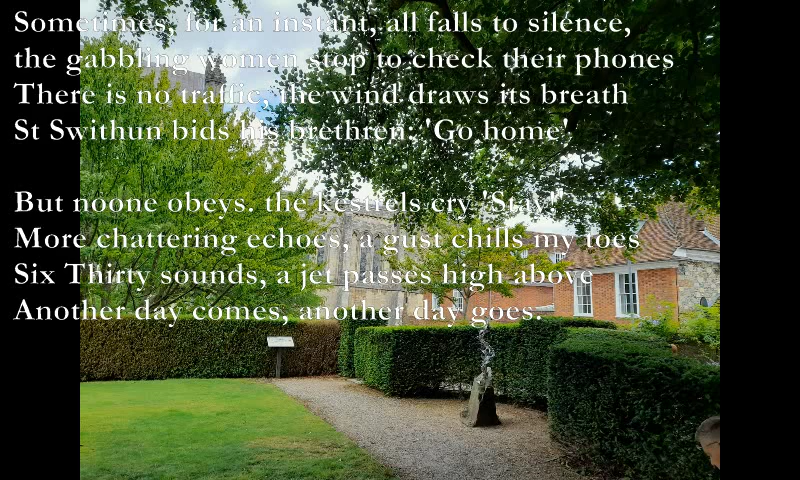 Sometimes, for an instant, all falls to silence,
the gabbling women stop to check their phones
There is no traffic, the wind draws its breath
St Swithun bids his brethren: 'Go home'
But noone obeys. the kestrels cry 'Stay!'
More chattering echoes, a gust chills my toes
Six Thirty sounds, a jet passes high above
Another day comes, another day goes.